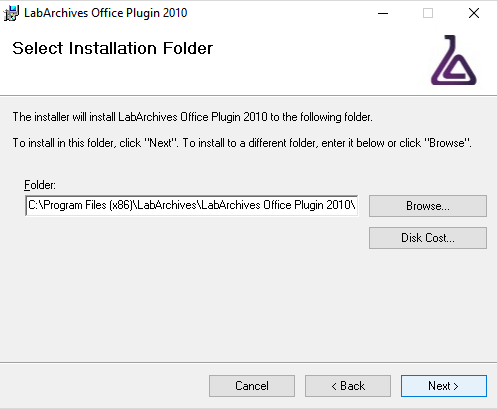 LabArchives Office Plugin 2010
Select Installation Folder
The installer will install LabArchives Office Plugin 2010 to the following folder.
To install in this folder, click "Next". To install to a different folder, enter it below or click "Browse".
Folder:
C:\Program Files (x86)\LabArchives\LabArchives Office Plugin 2010\
Browse...
Disk Cost...
Cancel
< Back
Next >